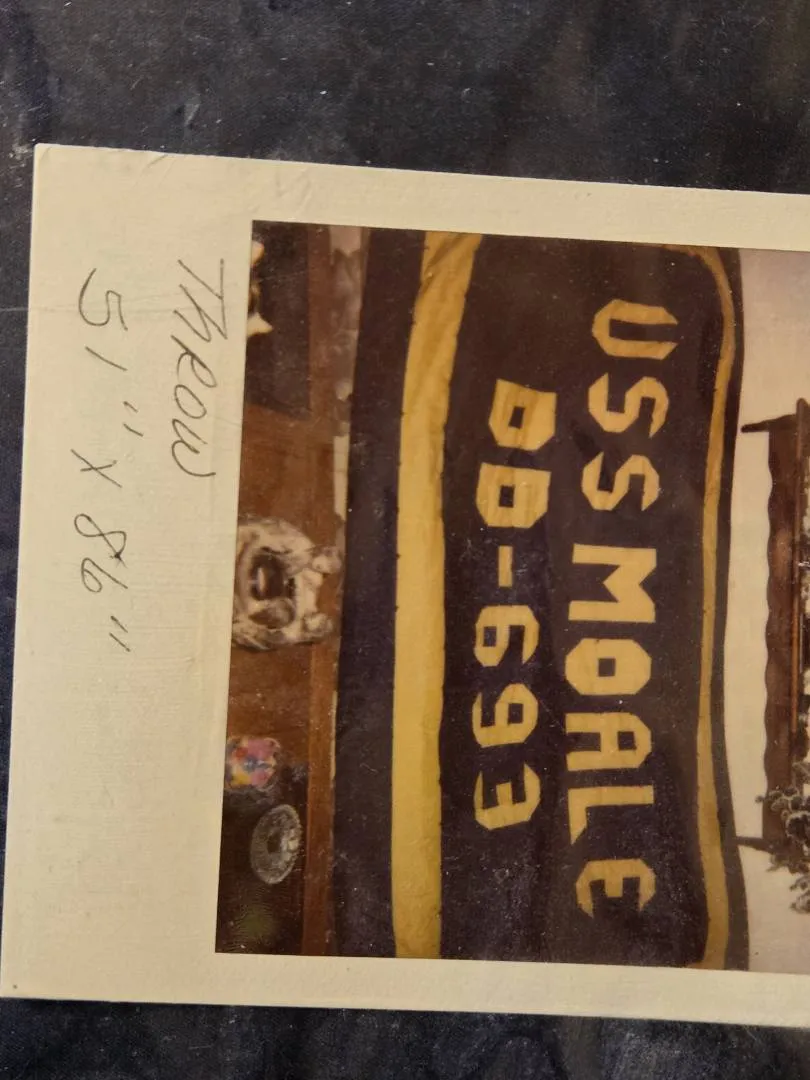 USS MOALE
DD-693
Throw
51" X 86"